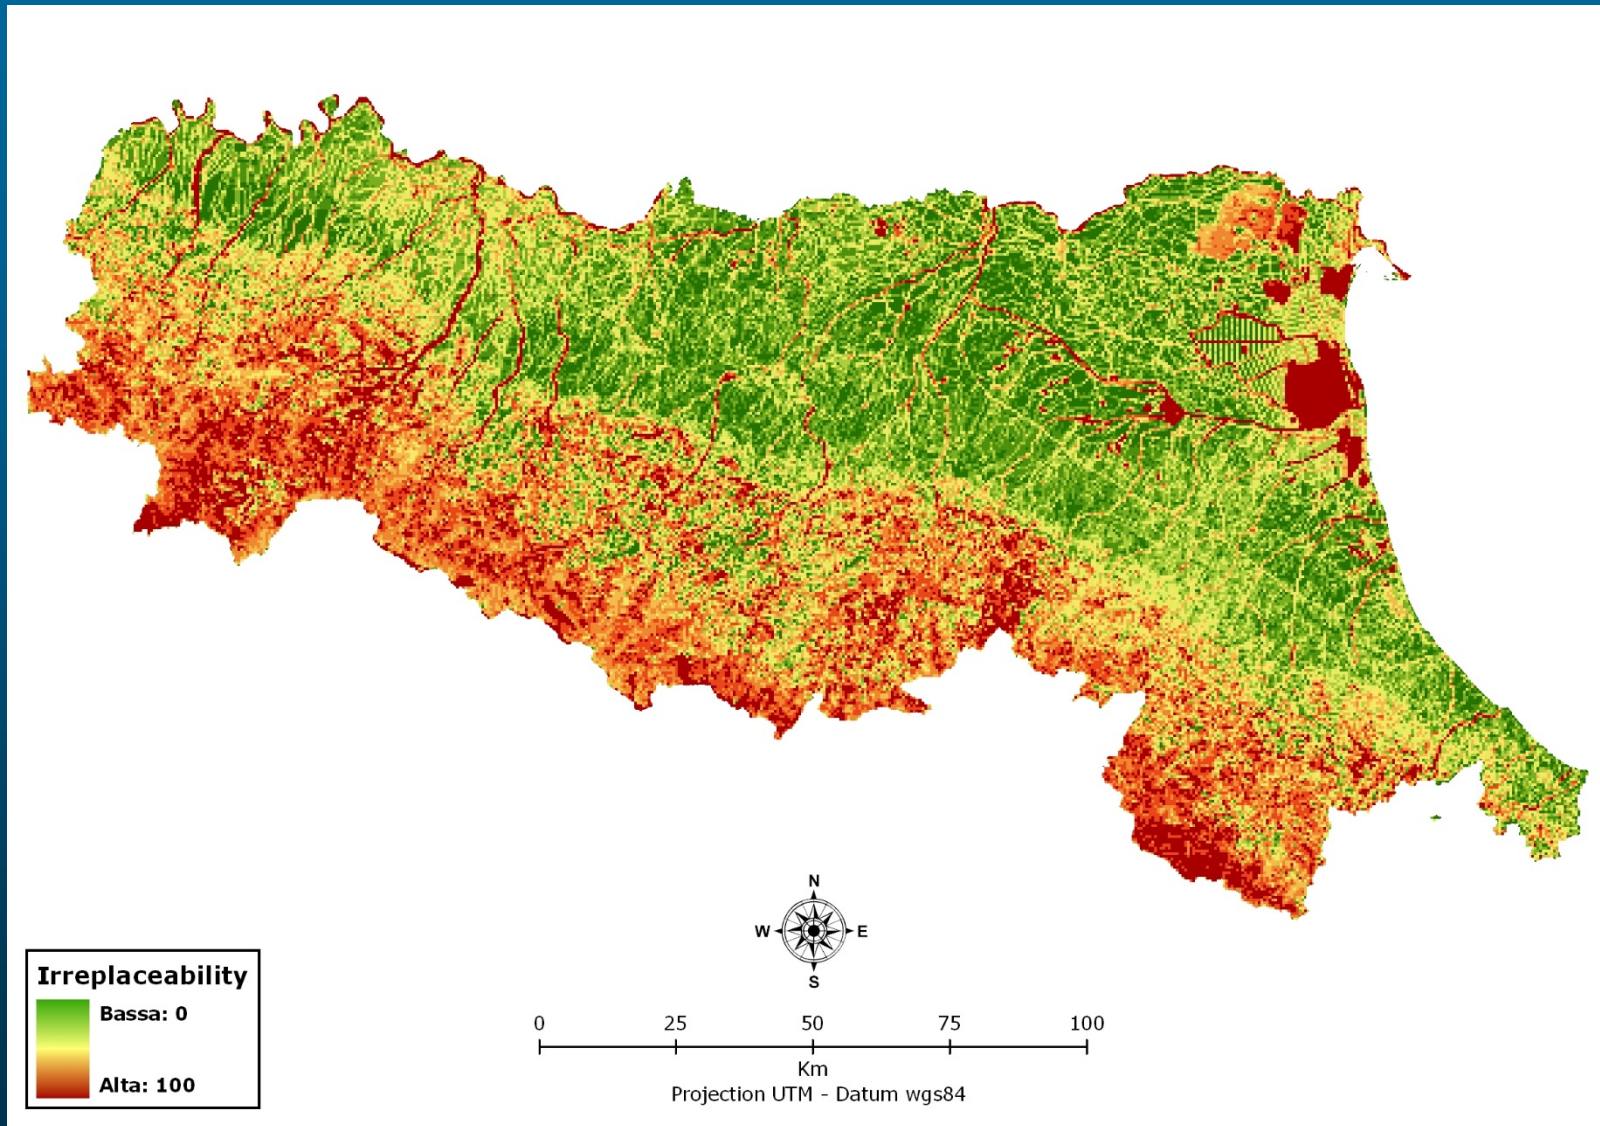 N
W E
S
Irreplaceability
Bassa: 0
Alta: 100
0 25 50 75 100
Km
Projection UTM - Datum wgs84